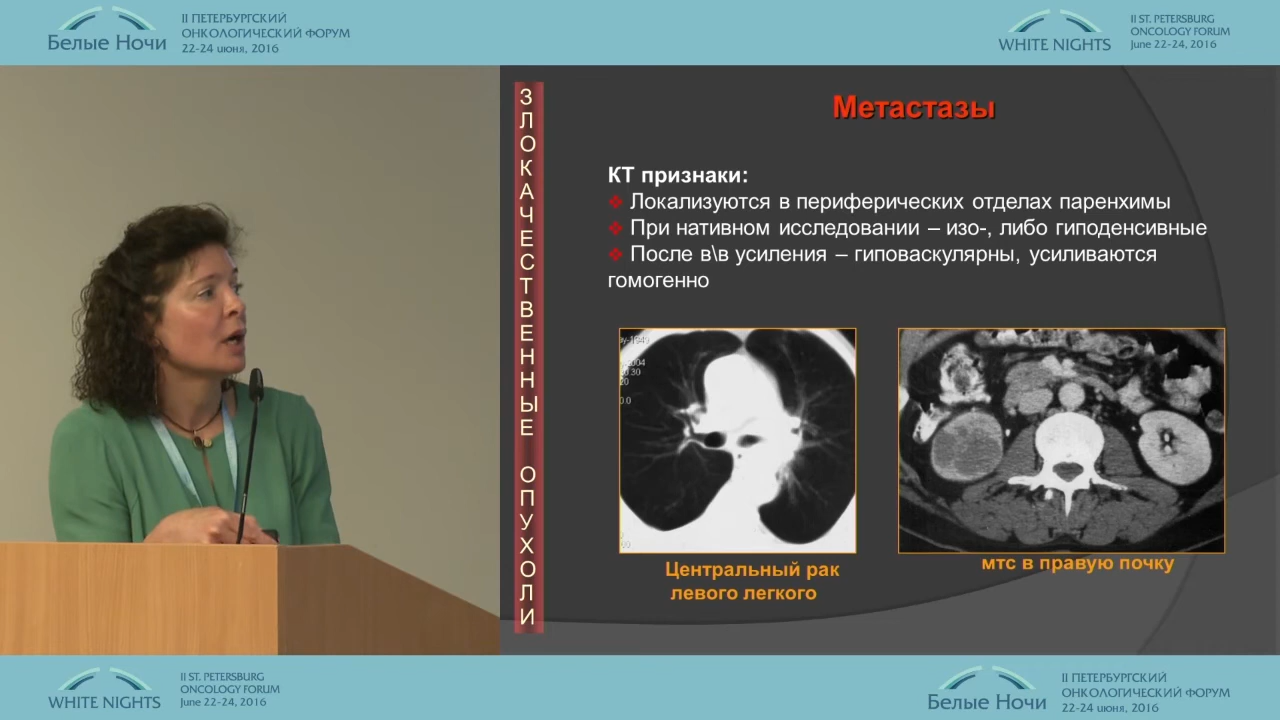 II ПЕТЕРБУРГСКИЙ
ОНКОЛОГИЧЕСКИЙ ФОРУМ
Белые Ночи
22-24 июня, 2016
II ST. PETERSBURG
ONCOLOGY FORUM
WHITE NIGHTS
June 22-24, 2016
ЗЛОКАЧЕСТВЕННЫЕ ОПУХОЛИ
Метастазы
КТ признаки:
Локализуются в периферических отделах паренхимы
При нативном исследовании – изо-, либо гиподенсивные
После в\в усиления – гиповаскулярны, усиливаются
гомогенно
Центральный рак
левого легкого
мтс в правую почку
II ST. PETERSBURG
ONCOLOGY FORUM
WHITE NIGHTS
June 22-24, 2016
II ПЕТЕРБУРГСКИЙ
ОНКОЛОГИЧЕСКИЙ ФОРУМ
Белые Ночи
22-24 июня, 2016